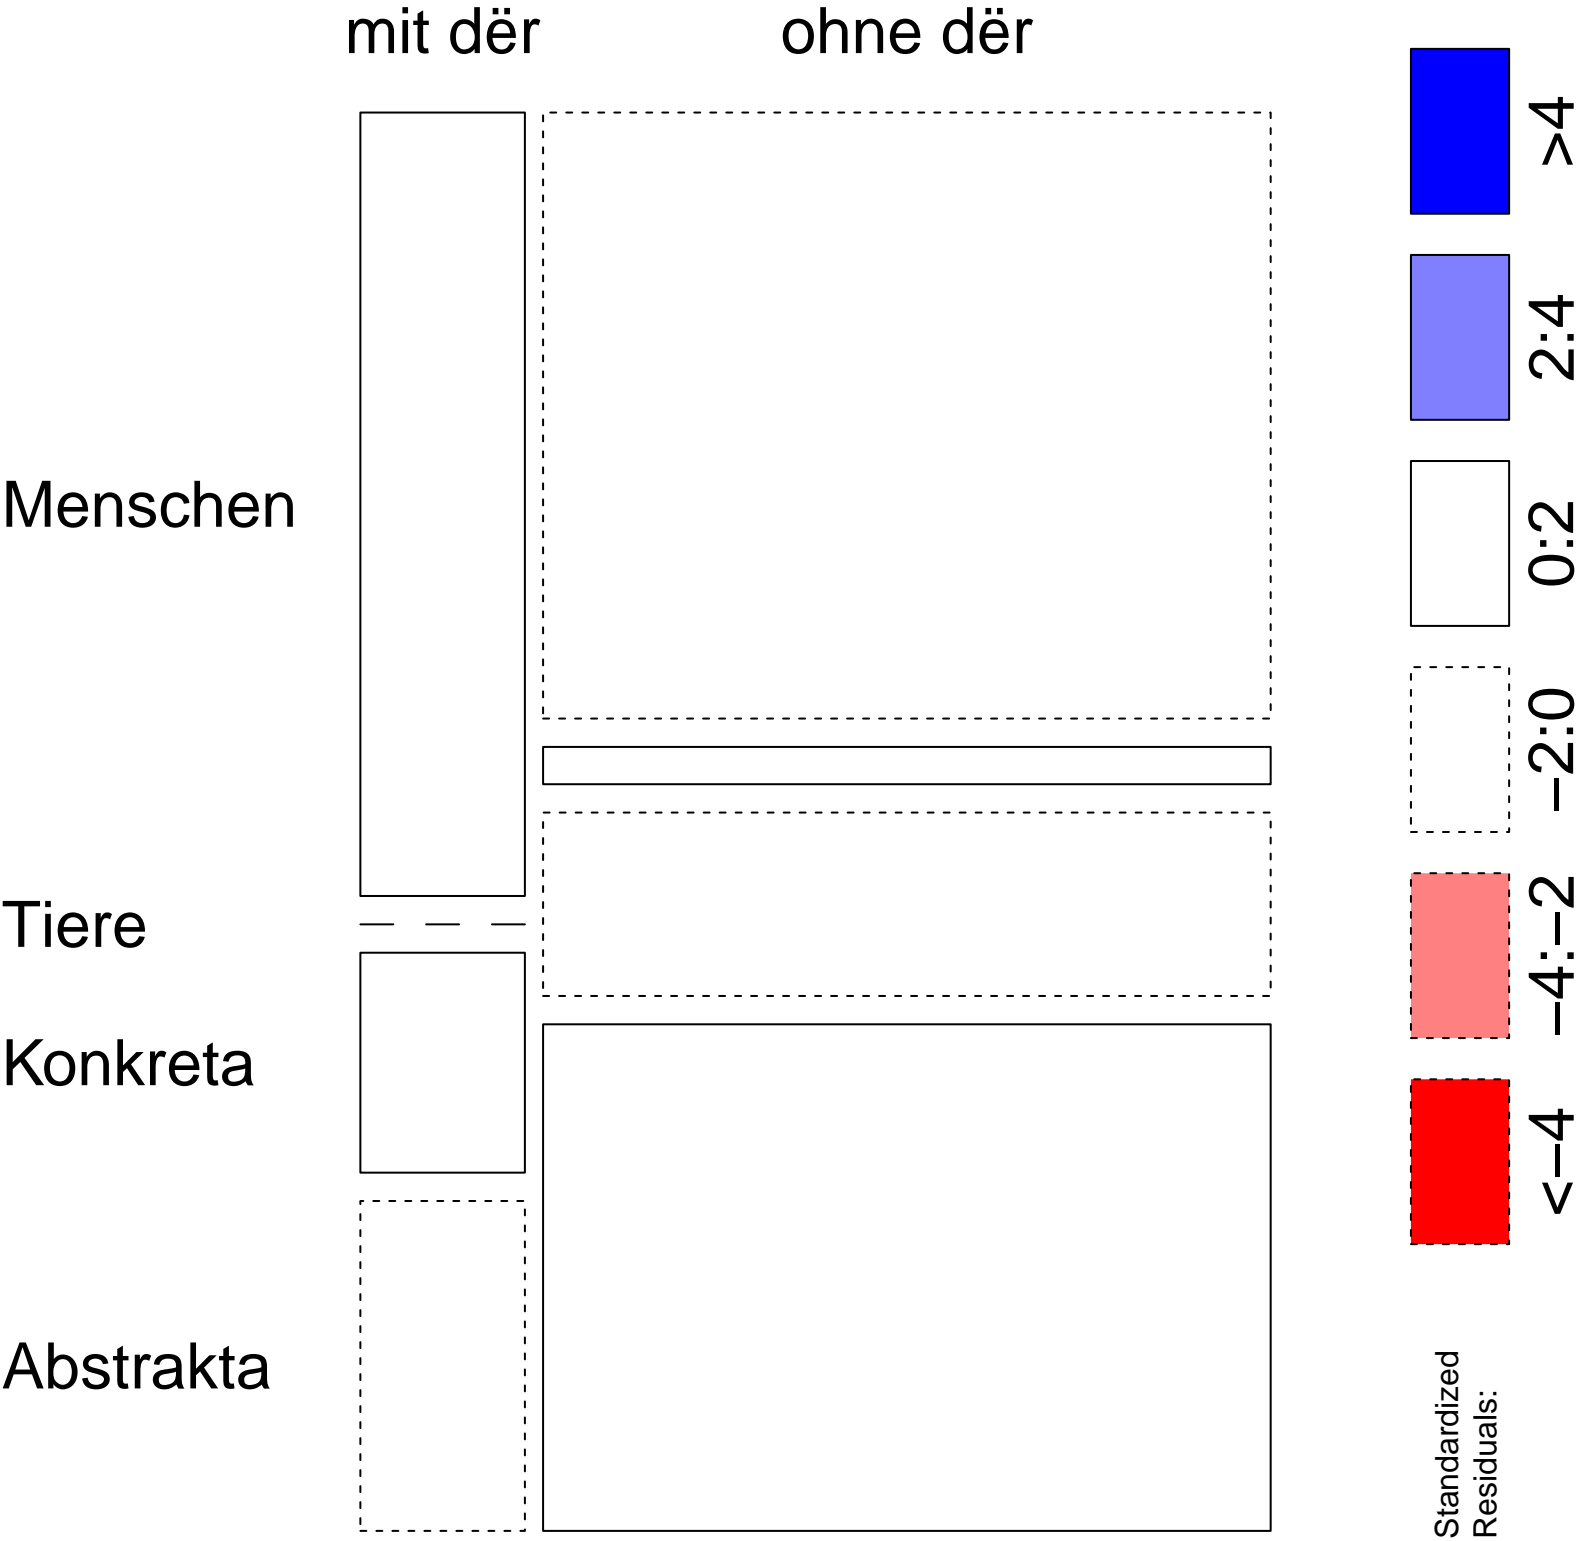 mit dër
ohne dër
Menschen
Tiere
Konkreta
Abstrakta
>4
2:4
0:2
−2:0
−4:−2
<−4
Standardized
Residuals: